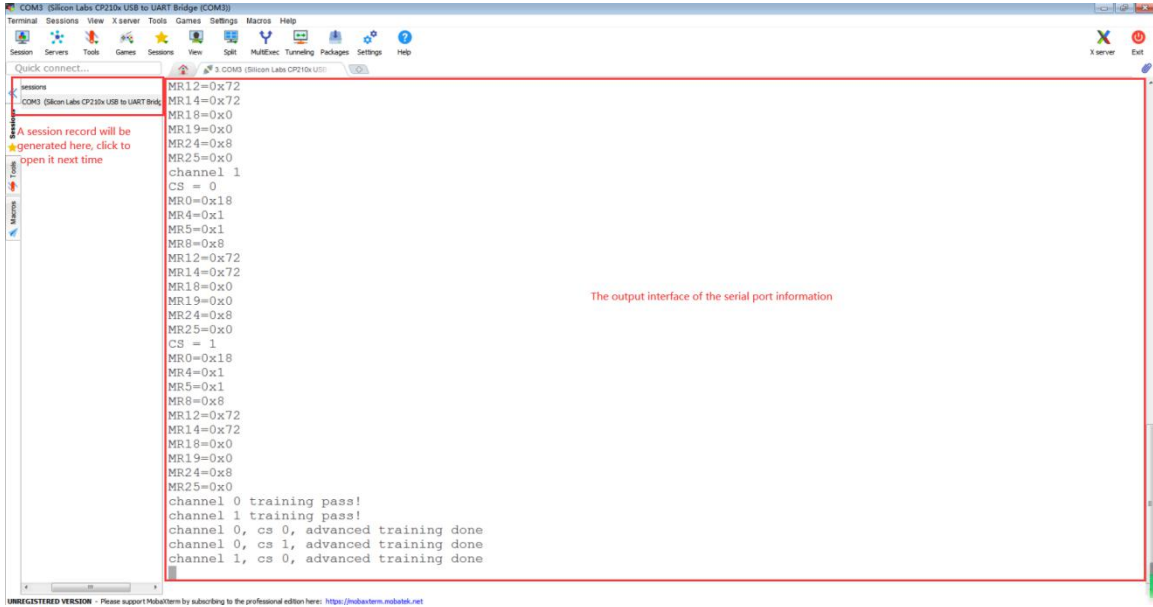 COM3 (Silicon Labs CP210x USB to UART Bridge (COM3))
Terminal Sessions View X server Tools Games Settings Macros Help
Session Servers Tools Games Sessions View Split MultiExec Tunneling Packages Settings Help X server Exit
Quick connect...
3. COM3 (Silicon Labs CP210x USB
sessions
COM3 (Silicon Labs CP210x USB to UART Bridg
A session record will be
generated here, click to
open it next time
Sessions
Tools
Macros
MR12=0x72
MR14=0x72
MR18=0x0
MR19=0x0
MR24=0x8
MR25=0x0
channel 1
CS = 0
MR0=0x18
MR4=0x1
MR5=0x1
MR8=0x8
MR12=0x72
MR14=0x72
MR18=0x0
MR19=0x0
MR24=0x8
MR25=0x0
CS = 1
MR0=0x18
MR4=0x1
MR5=0x1
MR8=0x8
MR12=0x72
MR14=0x72
MR18=0x0
MR19=0x0
MR24=0x8
MR25=0x0
channel 0 training pass!
channel 1 training pass!
channel 0, cs 0, advanced training done
channel 0, cs 1, advanced training done
channel 1, cs 0, advanced training done
The output interface of the serial port information
UNREGISTERED VERSION - Please support MobaXterm by subscribing to the professional edition here: https://mobaxterm.mobatek.net